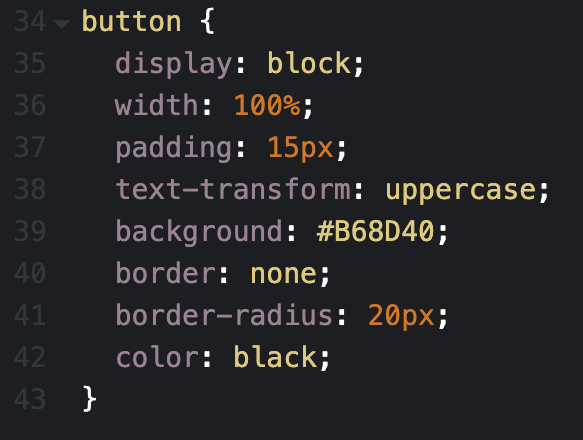 34 button {
35 display: block;
36 width: 100%;
37 padding: 15px;
38 text-transform: uppercase;
39 background: #B68D40;
40 border: none;
41 border-radius: 20px;
42 color: black;
43 }